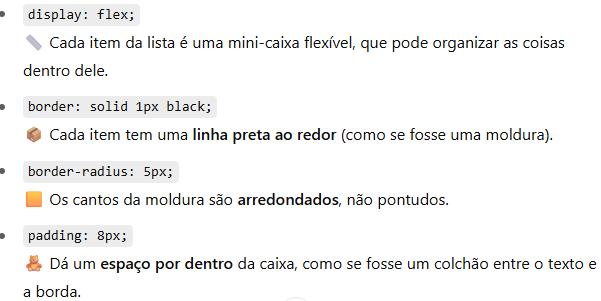 display: flex;
Cada item da lista é uma mini-caixa flexível, que pode organizar as coisas
dentro dele.
border: solid 1px black;
Cada item tem uma linha preta ao redor (como se fosse uma moldura).
border-radius: 5px;
Os cantos da moldura são arredondados, não pontudos.
padding: 8px;
Dá um espaço por dentro da caixa, como se fosse um colchão entre o texto e
a borda.